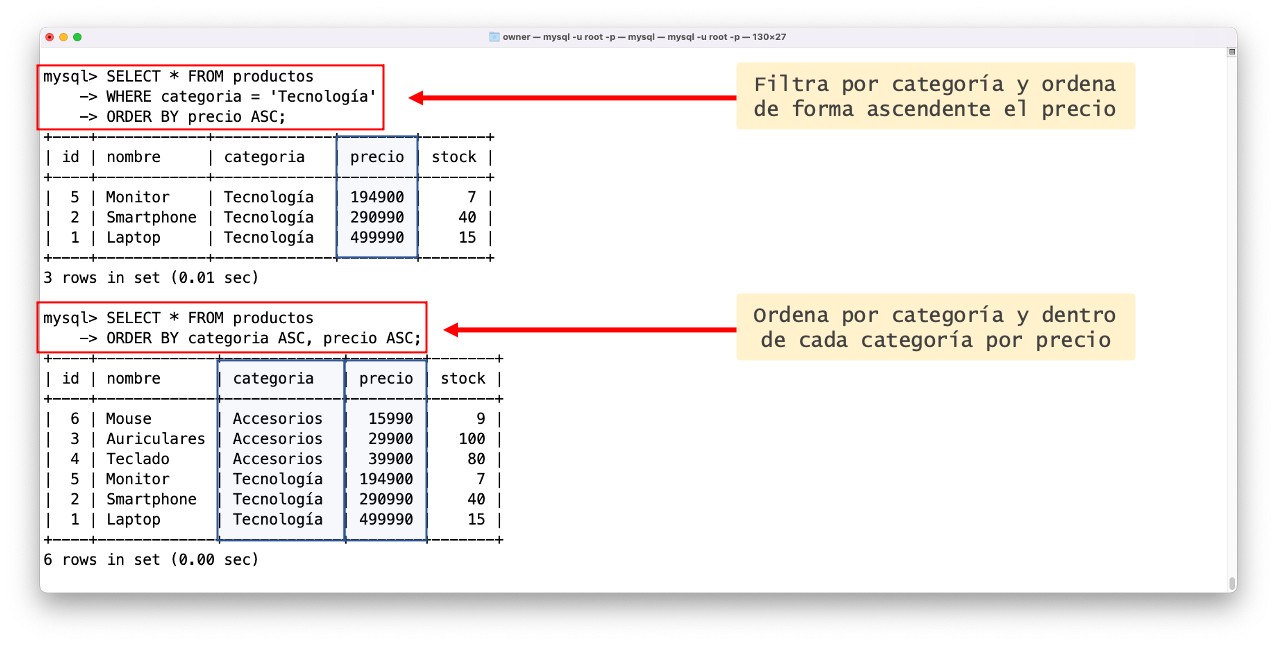 owner — mysql -u root -p — mysql — mysql -u root -p — 130×27
mysql> SELECT * FROM productos
    -> WHERE categoria = 'Tecnología'
    -> ORDER BY precio ASC;
Filtra por categoría y ordena
de forma ascendente el precio
+----+------------+-------------+--------+-------+
| id | nombre     | categoria   | precio | stock |
+----+------------+-------------+--------+-------+
|  5 | Monitor    | Tecnología  | 194900 |     7 |
|  2 | Smartphone | Tecnología  | 290990 |    40 |
|  1 | Laptop     | Tecnología  | 499990 |    15 |
+----+------------+-------------+--------+-------+
3 rows in set (0.01 sec)
mysql> SELECT * FROM productos
    -> ORDER BY categoria ASC, precio ASC;
Ordena por categoría y dentro
de cada categoría por precio
+----+-------------+-------------+--------+-------+
| id | nombre      | categoria   | precio | stock |
+----+-------------+-------------+--------+-------+
|  6 | Mouse       | Accesorios  |  15990 |     9 |
|  3 | Auriculares | Accesorios  |  29900 |   100 |
|  4 | Teclado     | Accesorios  |  39900 |    80 |
|  5 | Monitor     | Tecnología  | 194900 |     7 |
|  2 | Smartphone  | Tecnología  | 290990 |    40 |
|  1 | Laptop      | Tecnología  | 499990 |    15 |
+----+-------------+-------------+--------+-------+
6 rows in set (0.00 sec)